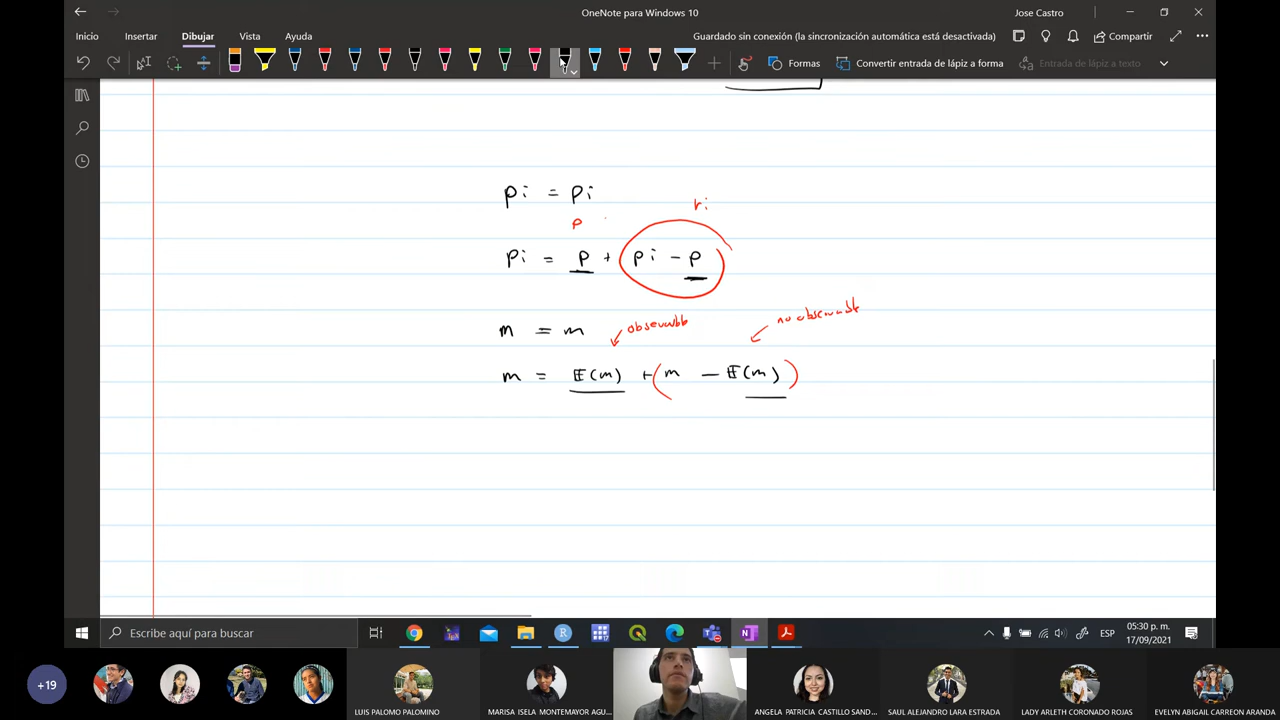 OneNote para Windows 10
Jose Castro
Inicio
Insertar
Dibujar
Vista
Ayuda
Guardado sin conexión (la sincronización automática está desactivada)
Compartir
Formas
Convertir entrada de lápiz a forma
Entrada de lápiz a texto
pi = pi
ri
p
pi = p + pi - p
m = m
no observable
m = E(m) + (m - E(m))
Escribe aquí para buscar
17
ESP
05:30 p. m.
17/09/2021
+19
LUIS PALOMO PALOMINO
MARISA ISELA MONTEMAYOR AGU...
ANGELA PATRICIA CASTILLO SAND...
SAUL ALEJANDRO LARA ESTRADA
LADY ARLETH CORONADO ROJAS
EVELYN ABIGAIL CARREON ARANDA